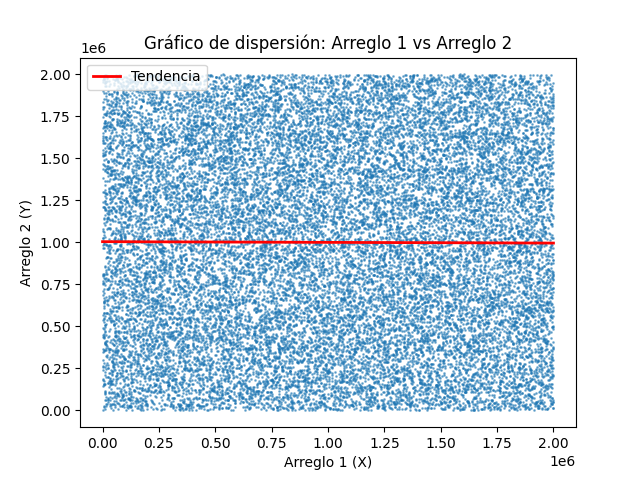 Gráfico de dispersión: Arreglo 1 vs Arreglo 2
1e6
Tendencia
2.00
1.75
1.50
1.25
1.00
0.75
0.50
0.25
0.00
Arreglo 2 (Y)
0.00 0.25 0.50 0.75 1.00 1.25 1.50 1.75 2.00
Arreglo 1 (X)
1e6